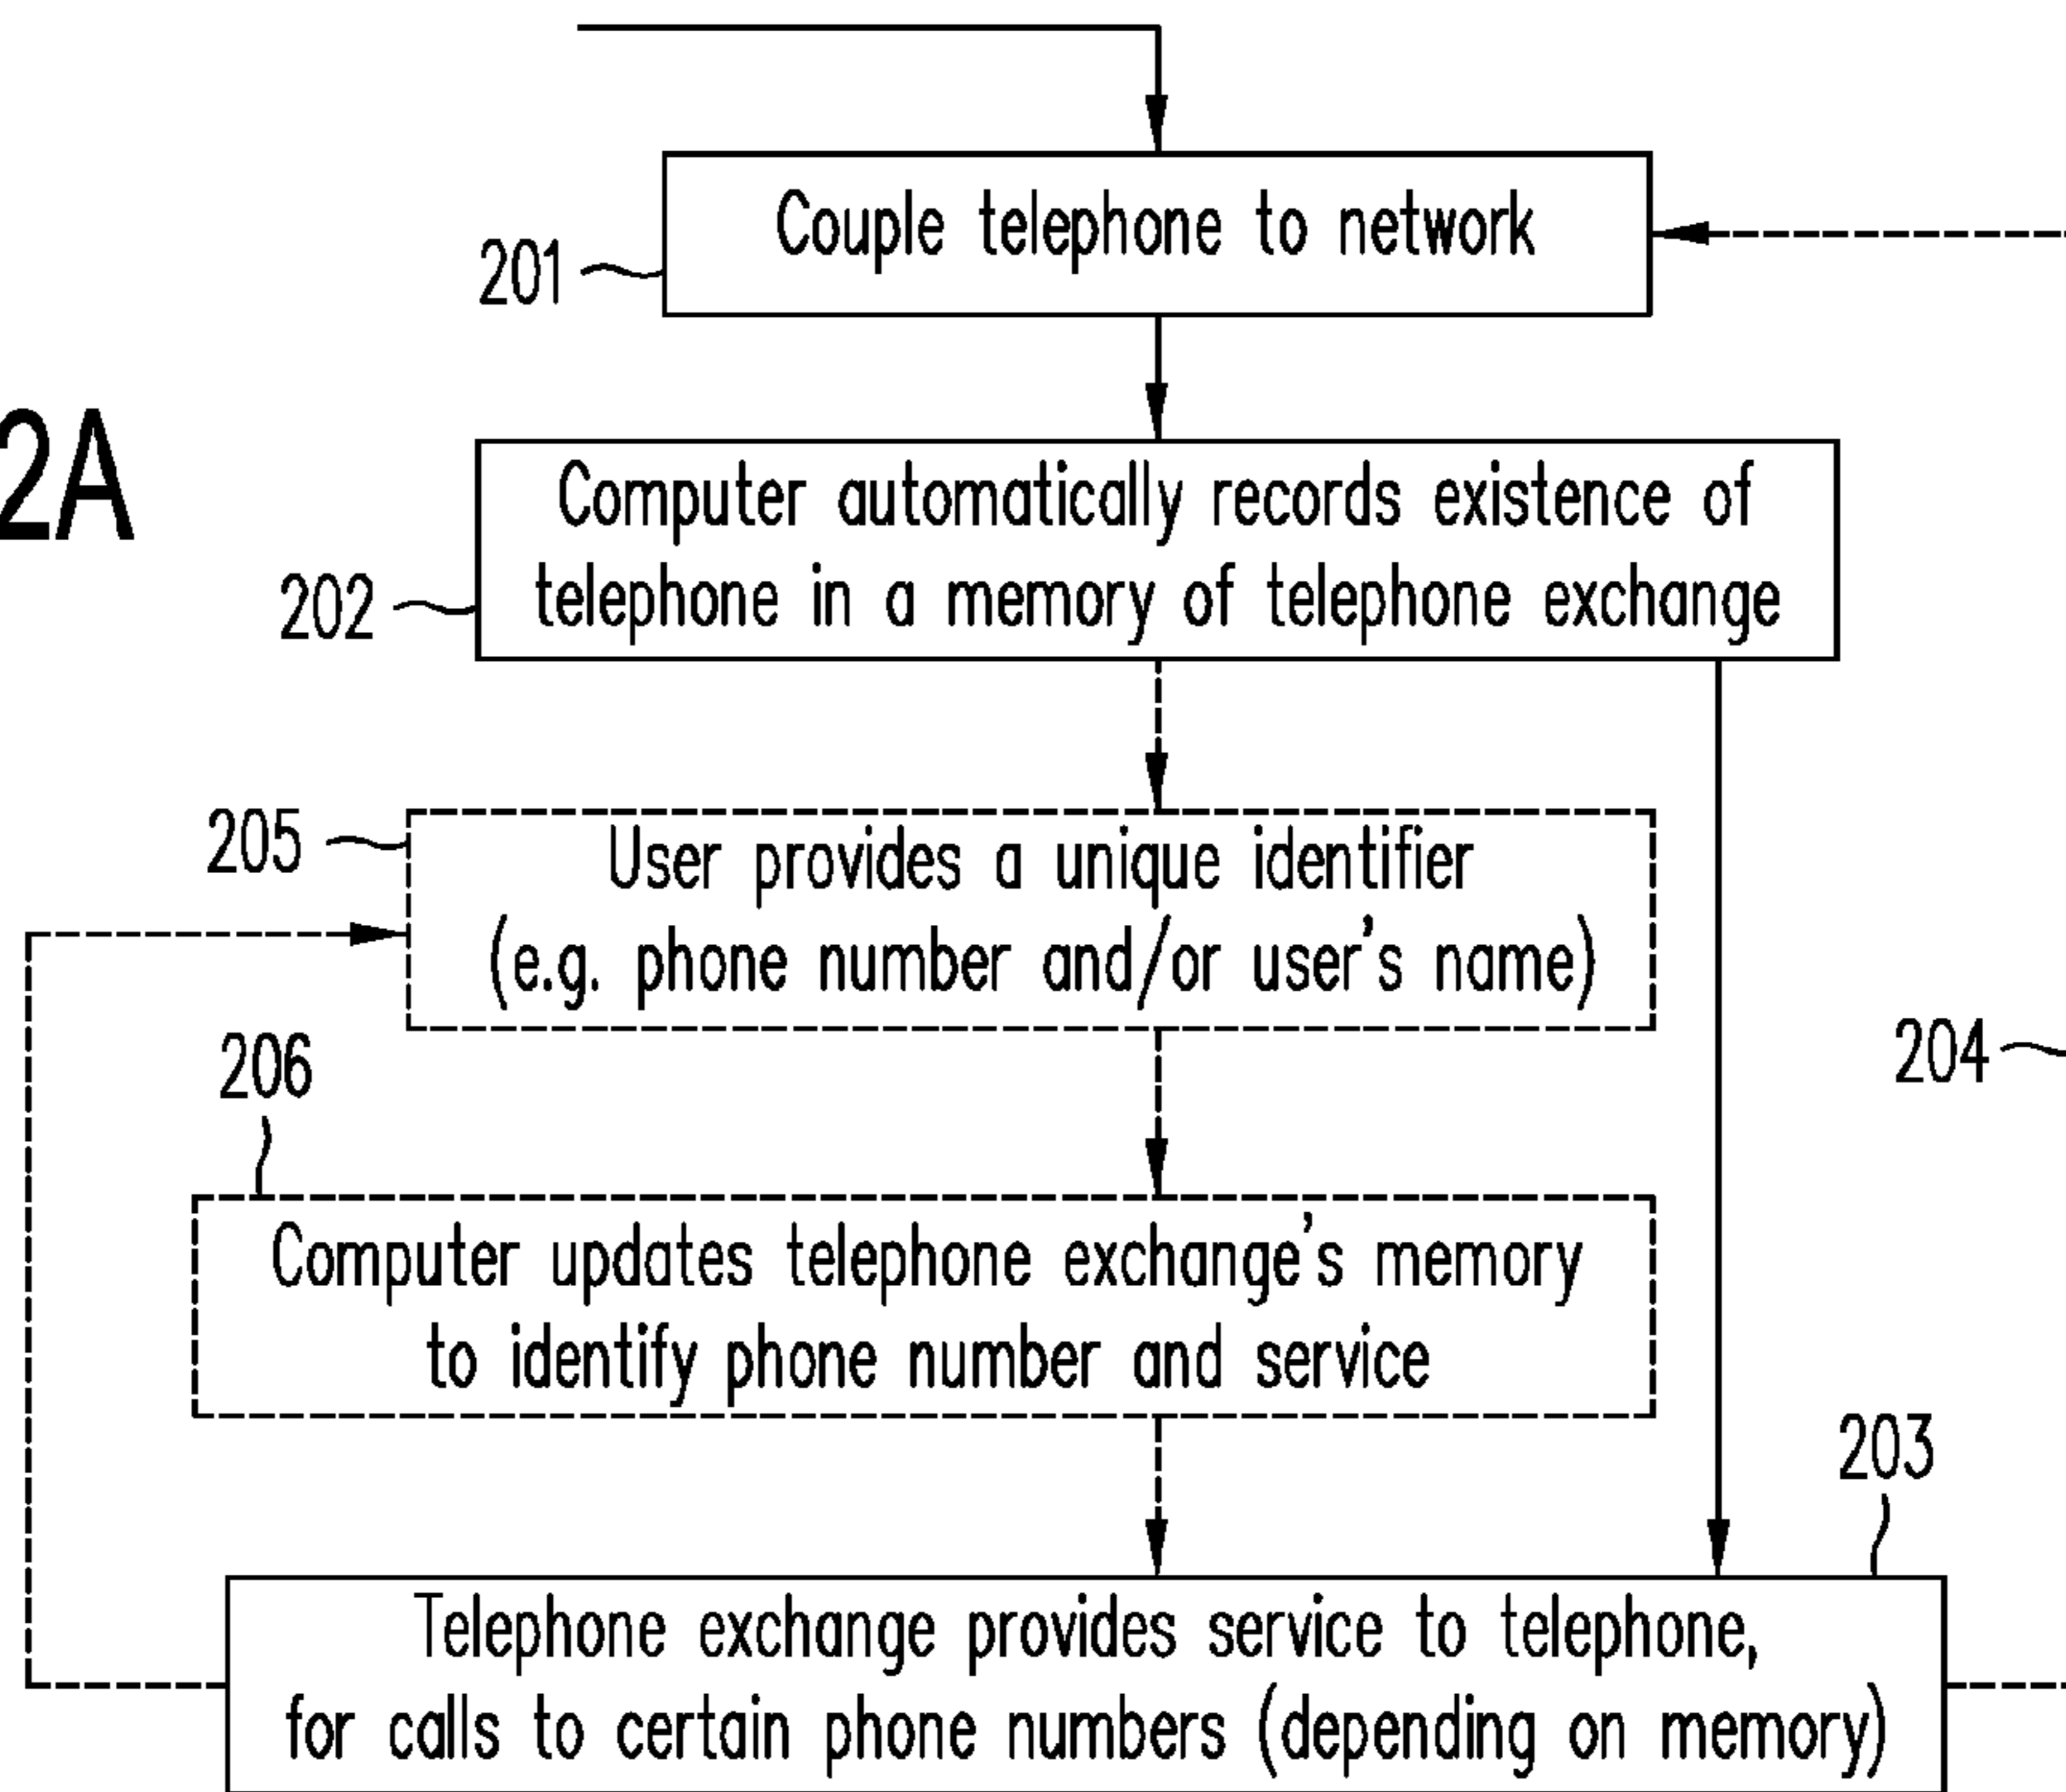 Couple telephone to network
201
2A
Computer automatically records existence of
telephone in a memory of telephone exchange
202
205
User provides a unique identifier
(e.g. phone number and/or user's name)
206
204
Computer updates telephone exchange's memory
to identify phone number and service
203
Telephone exchange provides service to telephone,
for calls to certain phone numbers (depending on memory)